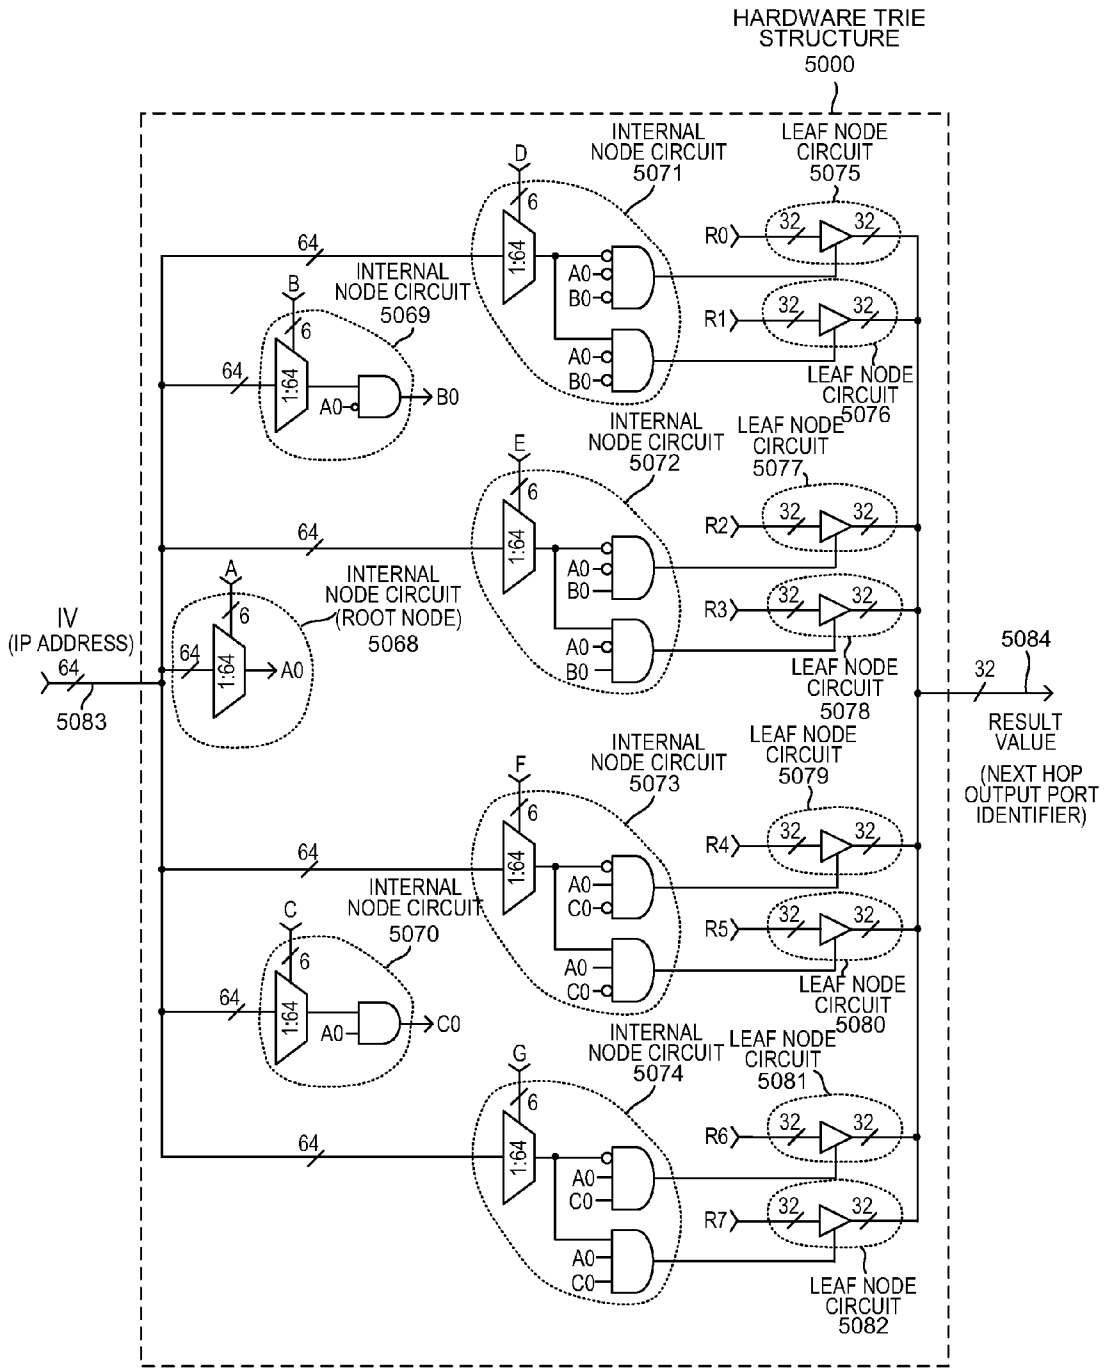 HARDWARE TRIE
STRUCTURE
5000
INTERNAL
NODE CIRCUIT
5071
LEAF NODE
CIRCUIT
5075
D
6
1:64
64
A0
B0
A0
B0
R0
32
32
R1
32
32
LEAF NODE
CIRCUIT
5076
INTERNAL
NODE CIRCUIT
5069
B
6
64
1:64
A0
B0
INTERNAL
NODE CIRCUIT
5072
LEAF NODE
CIRCUIT
5077
E
6
64
1:64
A0
B0
A0
B0
R2
32
32
R3
32
32
LEAF NODE
CIRCUIT
5078
INTERNAL
NODE CIRCUIT
(ROOT NODE)
5068
A
6
64
1:64
A0
IV
(IP ADDRESS)
64
5083
32
5084
RESULT
VALUE
(NEXT HOP
OUTPUT PORT
IDENTIFIER)
INTERNAL
NODE CIRCUIT
5073
LEAF NODE
CIRCUIT
5079
F
6
64
1:64
A0
C0
A0
C0
R4
32
32
R5
32
32
LEAF NODE
CIRCUIT
5080
INTERNAL
NODE CIRCUIT
5070
C
6
64
1:64
A0
C0
INTERNAL
NODE CIRCUIT
5074
LEAF NODE
CIRCUIT
5081
G
6
64
1:64
A0
C0
A0
C0
R6
32
32
R7
32
32
LEAF NODE
CIRCUIT
5082